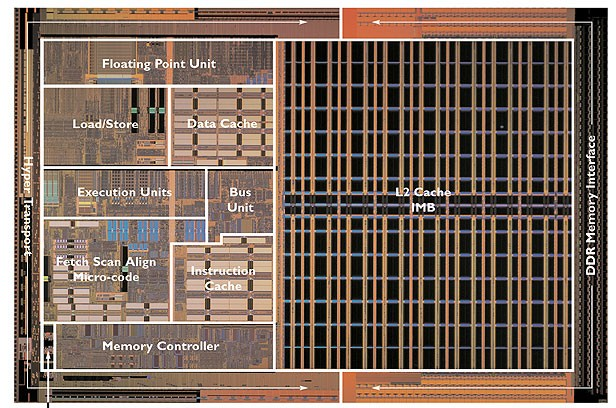 Floating Point Unit
Load/Store
Data Cache
Hyper Transport
Execution Units
Bus
Unit
L2 Cache
IMB
DDR Memory Interface
Fetch Scan Align
Micro-code
Instruction
Cache
Memory Controller